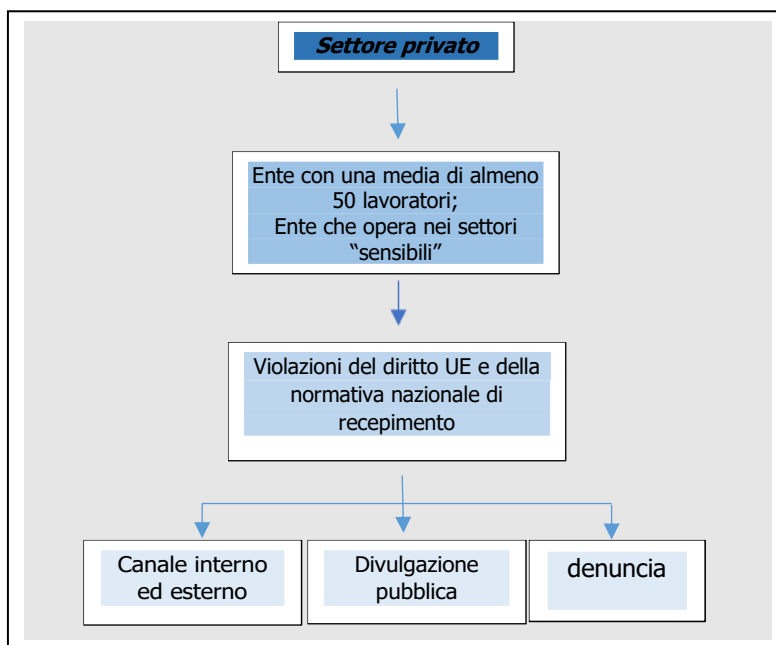 Settore privato
Ente con una media di almeno
50 lavoratori;
Ente che opera nei settori
“sensibili”
Violazioni del diritto UE e della
normativa nazionale di
recepimento
Canale interno
ed esterno
Divulgazione
pubblica
denuncia